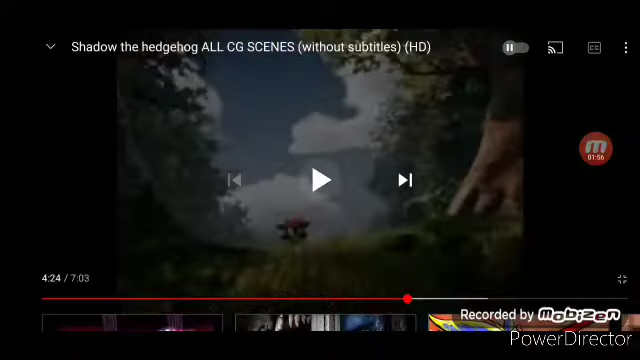 Shadow the hedgehog ALL CG SCENES (without subtitles) (HD)
CC
01:56
4:24 / 7:03
Recorded by Mobizen
PowerDirector